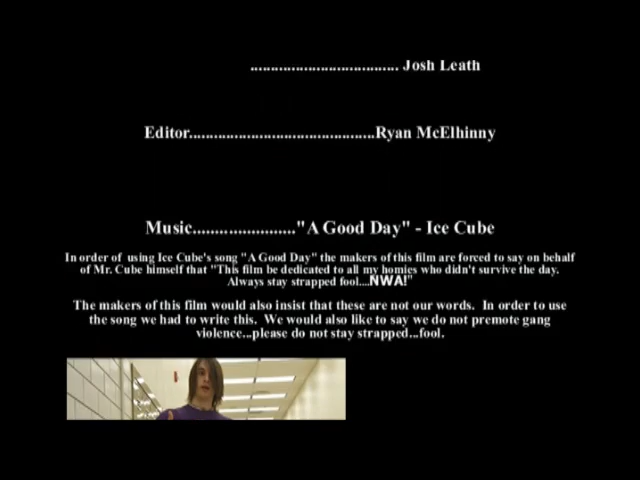 .................................... Josh Leath
Editor.............................................Ryan McElhinny
Music........................"A Good Day" - Ice Cube
In order of  using Ice Cube's song "A Good Day" the makers of this film are forced to say on behalf
of Mr. Cube himself that "This film be dedicated to all my homies who didn't survive the day.
Always stay strapped fool....NWA!"
The makers of this film would also insist that these are not our words.  In order to use
the song we had to write this.  We would also like to say we do not premote gang
violence...please do not stay strapped...fool.